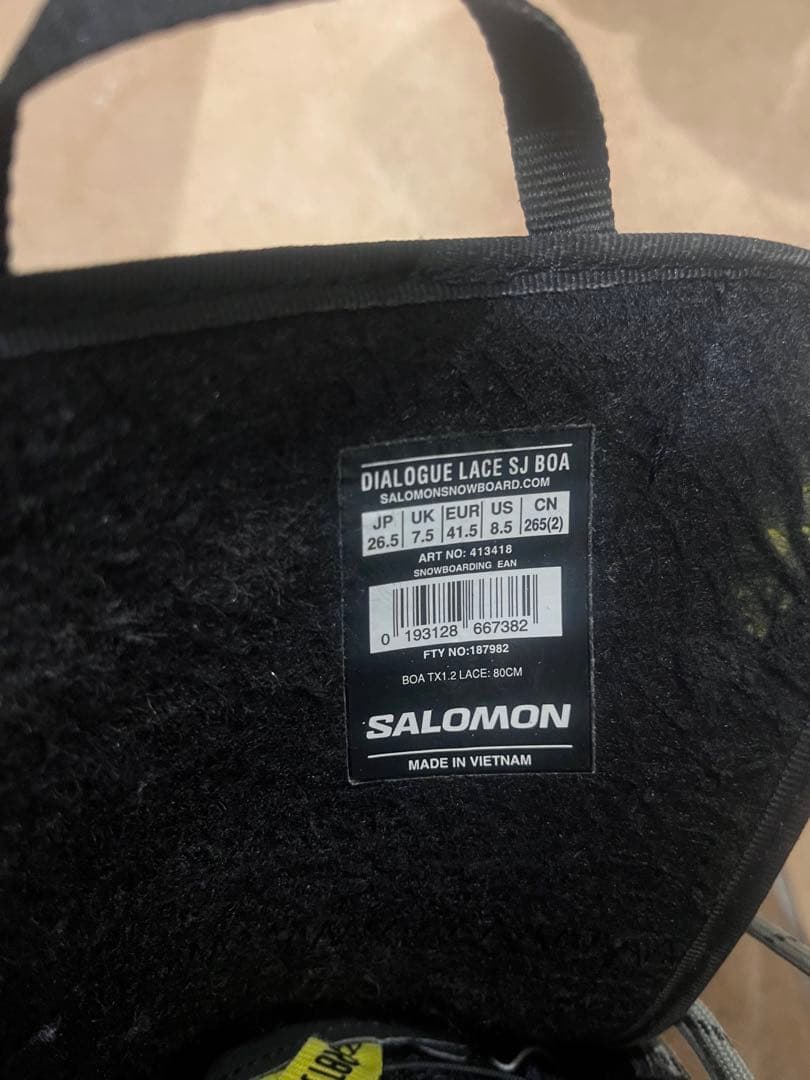 DIALOGUE LACE SJ BOA
SALOMONSNOWBOARD.COM
JP UK EUR US CN
26.5 7.5 41.5 8.5 265(2)
ART NO: 413418
SNOWBOARDING EAN
0 193128 667382
FTY NO:187982
BOA TX1.2 LACE: 80CM
SALOMON
MADE IN VIETNAM